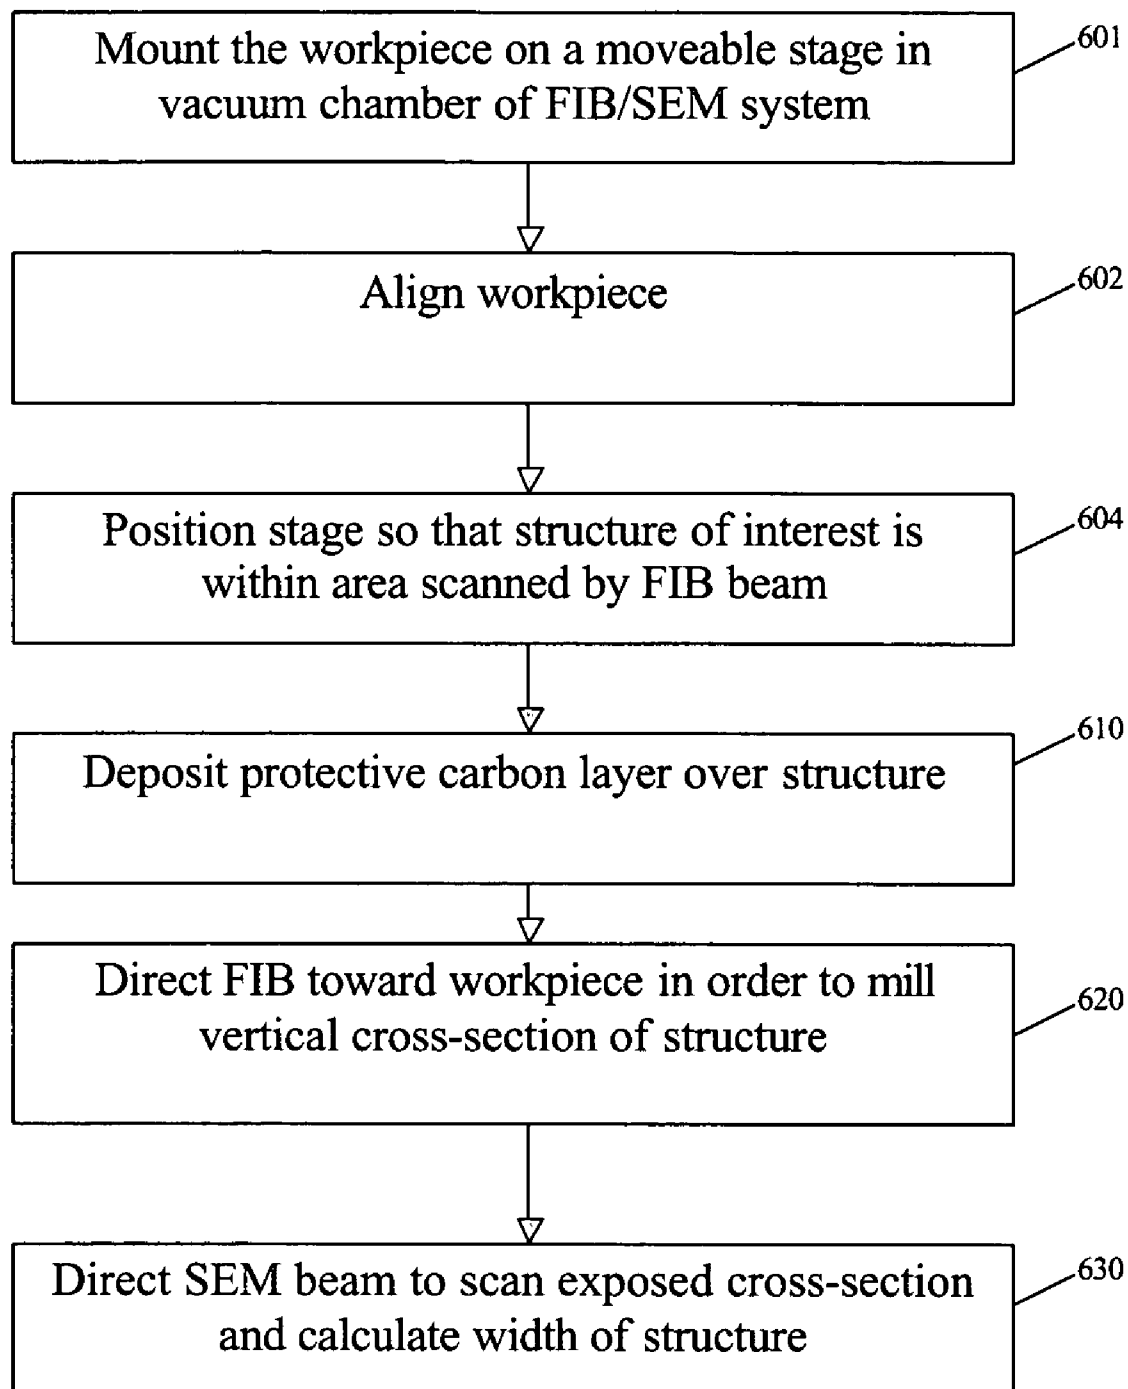 Mount the workpiece on a moveable stage in
vacuum chamber of FIB/SEM system
601
Align workpiece
602
Position stage so that structure of interest is
within area scanned by FIB beam
604
Deposit protective carbon layer over structure
610
Direct FIB toward workpiece in order to mill
vertical cross-section of structure
620
Direct SEM beam to scan exposed cross-section
and calculate width of structure
630